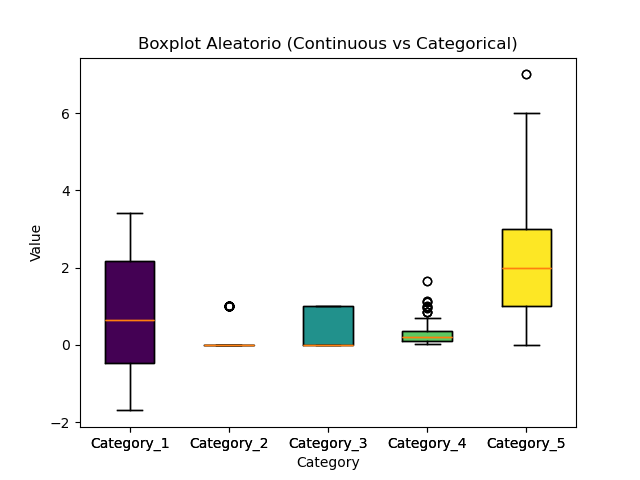 Boxplot Aleatorio (Continuous vs Categorical)
6
4
2
0
−2
Value
Category_1
Category_2
Category_3
Category_4
Category_5
Category